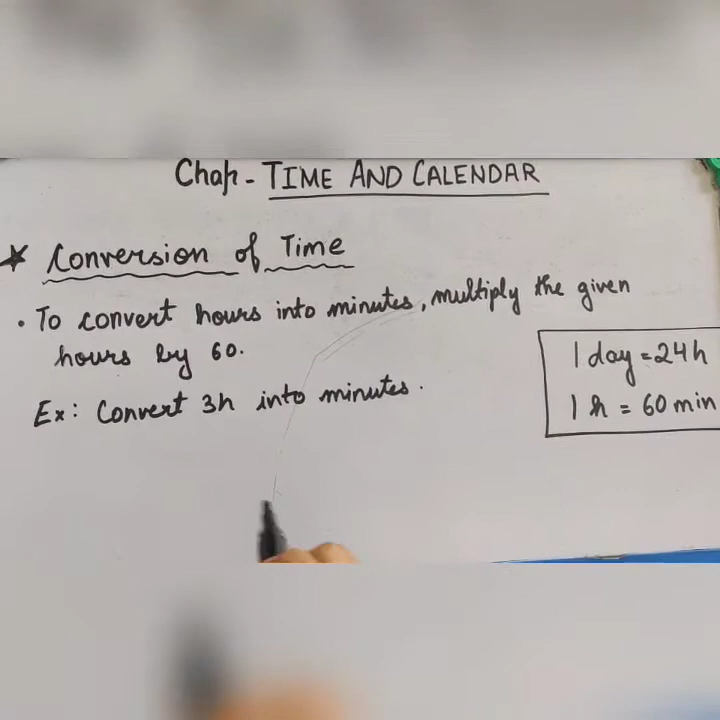 Chap - TIME AND CALENDAR
★ Conversion of Time
• To convert hours into minutes, multiply the given
hours by 60.
Ex: Convert 3h into minutes.
1 day = 24h
1 h = 60 min